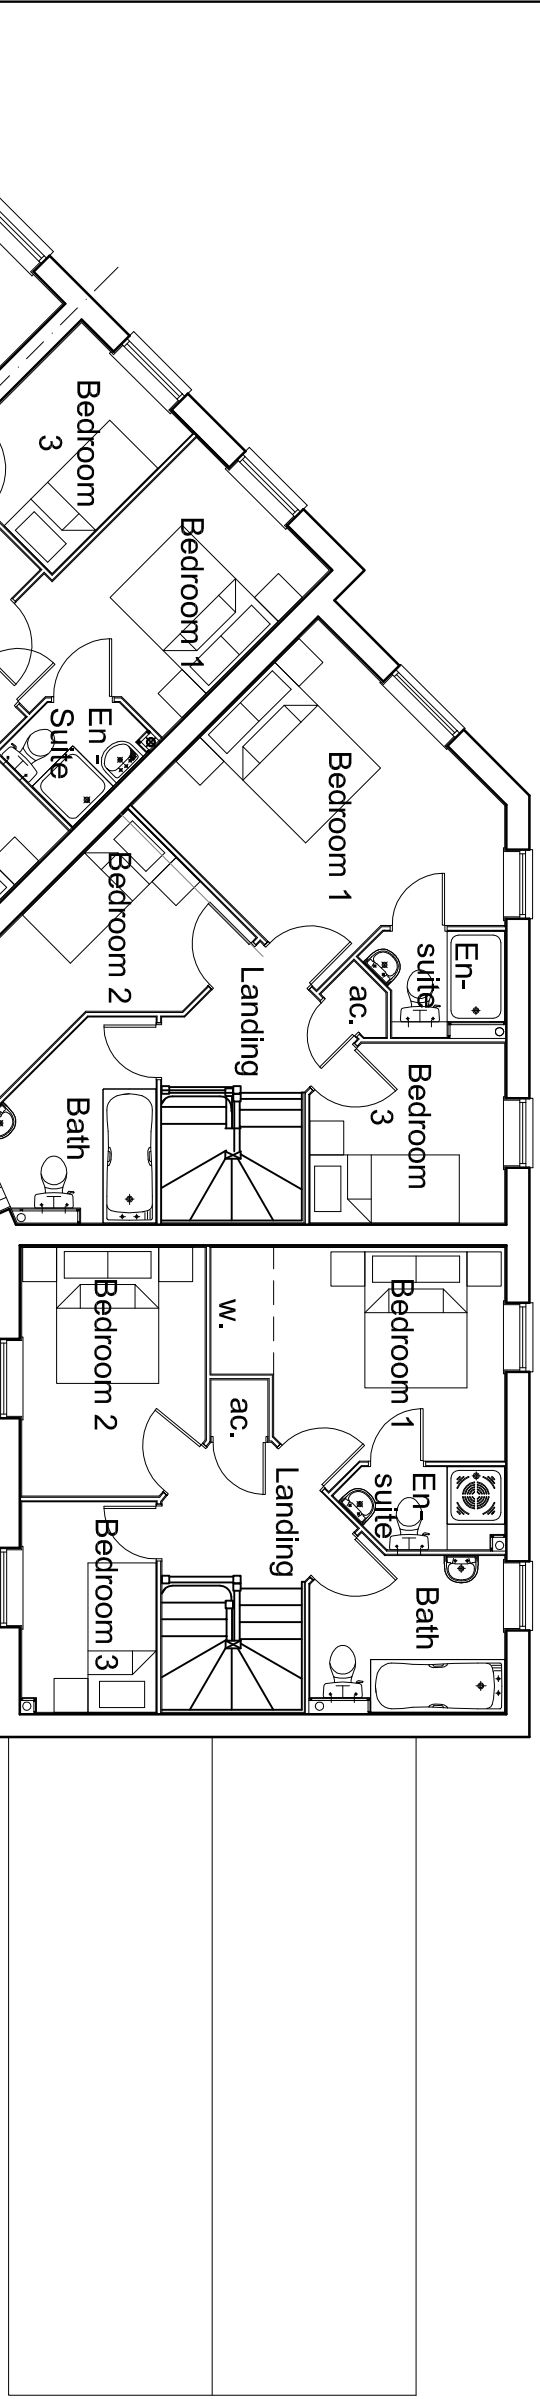 Bedroom
3
Bedroom 1
En -
Suite
Bedroom 1
Bedroom 2
En-
suite
Landing
ac.
Bedroom
3
Bath
Bedroom 2
w.
Bedroom 1
ac.
Landing
En-
suite
Bedroom 3
Bath